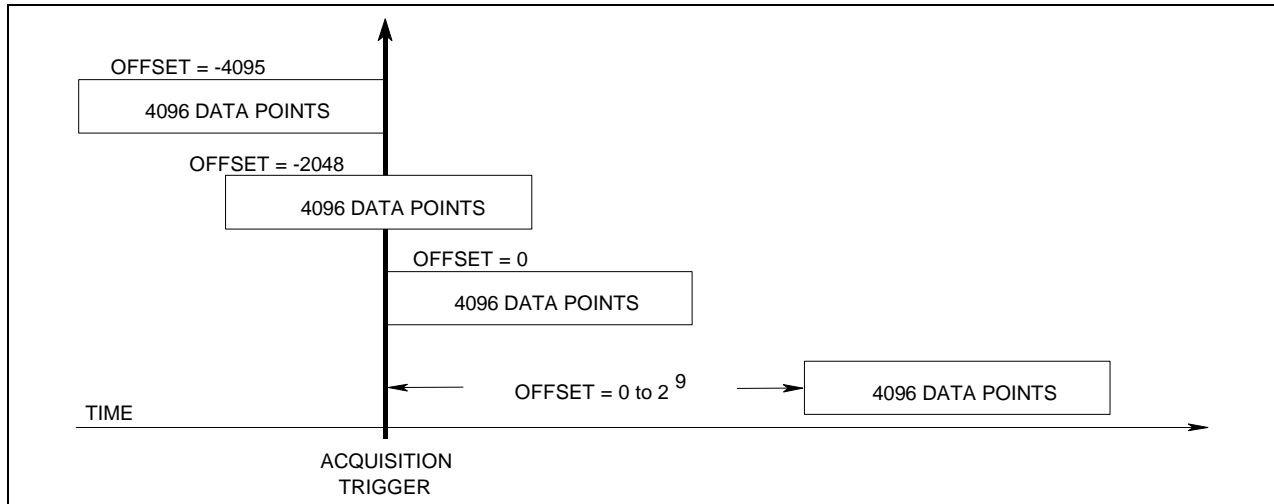 OFFSET = -4095
4096 DATA POINTS
OFFSET = -2048
4096 DATA POINTS
OFFSET = 0
4096 DATA POINTS
OFFSET = 0 to 2 9
4096 DATA POINTS
TIME
ACQUISITION
TRIGGER